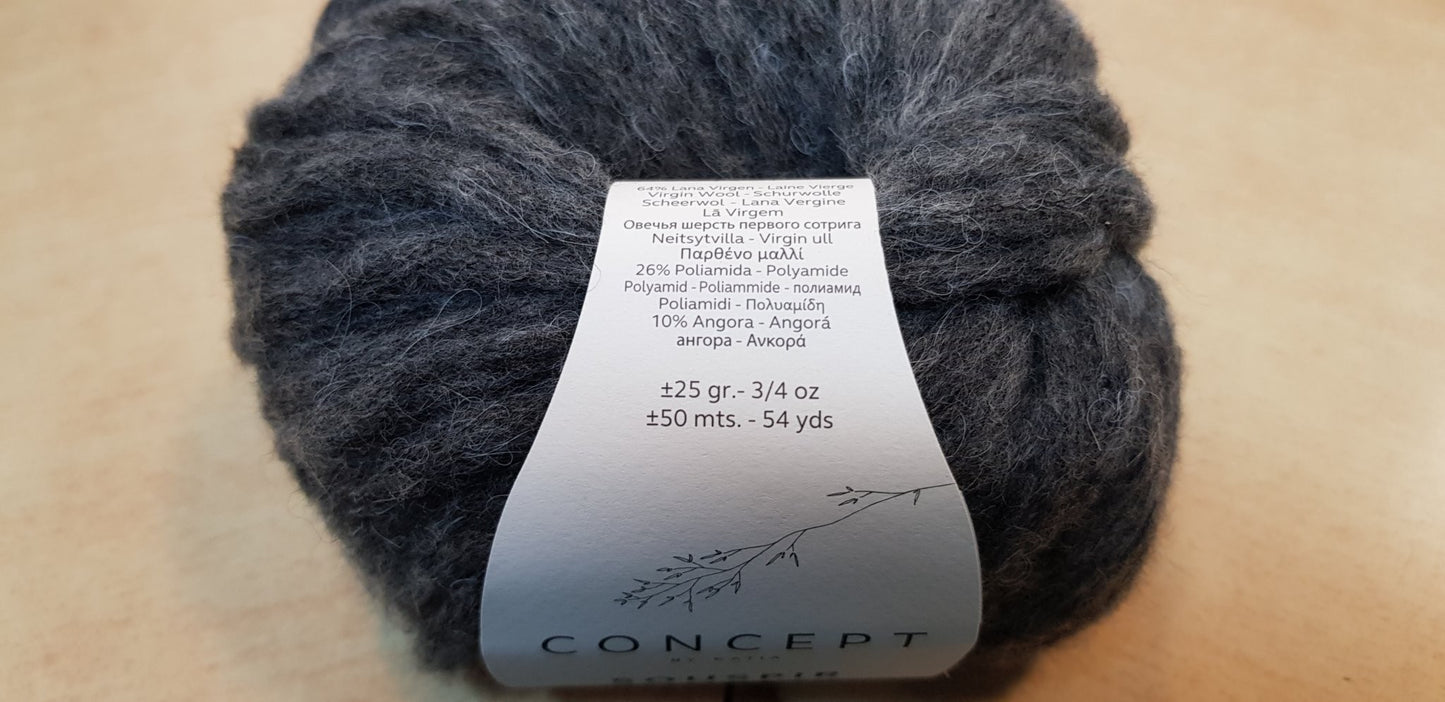 64% Lana Virgen - Laine Vierge
Virgin Wool - Schurwolle
Scheerwol - Lana Vergine
Lã Virgem
Овечья шерсть первого сотрига
Neitsytvilla - Virgin ull
Παρθένο μαλλί
26% Poliamida - Polyamide
Polyamid - Poliammide - полиамид
Poliamidi - Πολυαμίδη
10% Angora - Angorá
ангора - Ανκορά
±25 gr.- 3/4 oz
±50 mts. - 54 yds
CONCEPT
BY KATIA
SOUSPIR